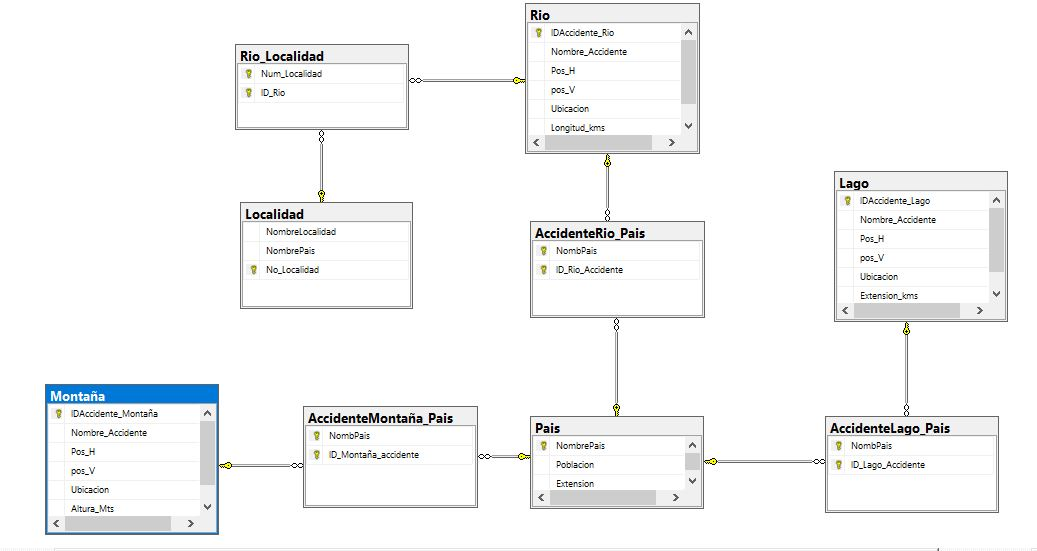 Rio
IDAccidente_Rio
Nombre_Accidente
Pos_H
pos_V
Ubicacion
Longitud_kms
Rio_Localidad
Num_Localidad
ID_Rio
Localidad
NombreLocalidad
NombrePais
No_Localidad
AccidenteRio_Pais
NombPais
ID_Rio_Accidente
Lago
IDAccidente_Lago
Nombre_Accidente
Pos_H
pos_V
Ubicacion
Extension_kms
Montaña
IDAccidente_Montaña
Nombre_Accidente
Pos_H
pos_V
Ubicacion
Altura_Mts
AccidenteMontaña_Pais
NombPais
ID_Montaña_accidente
Pais
NombrePais
Poblacion
Extension
AccidenteLago_Pais
NombPais
ID_Lago_Accidente